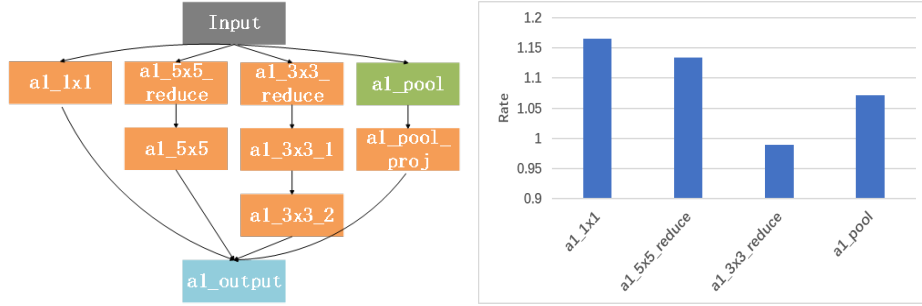 Input
a1_1x1
a1_5x5_
reduce
a1_3x3_
reduce
a1_pool
a1_5x5
a1_3x3_1
a1_pool_
proj
a1_3x3_2
a1_output
1.2
1.15
1.1
1.05
1
0.95
0.9
Rate
a1_1x1
a1_5x5_reduce
a1_3x3_reduce
a1_pool